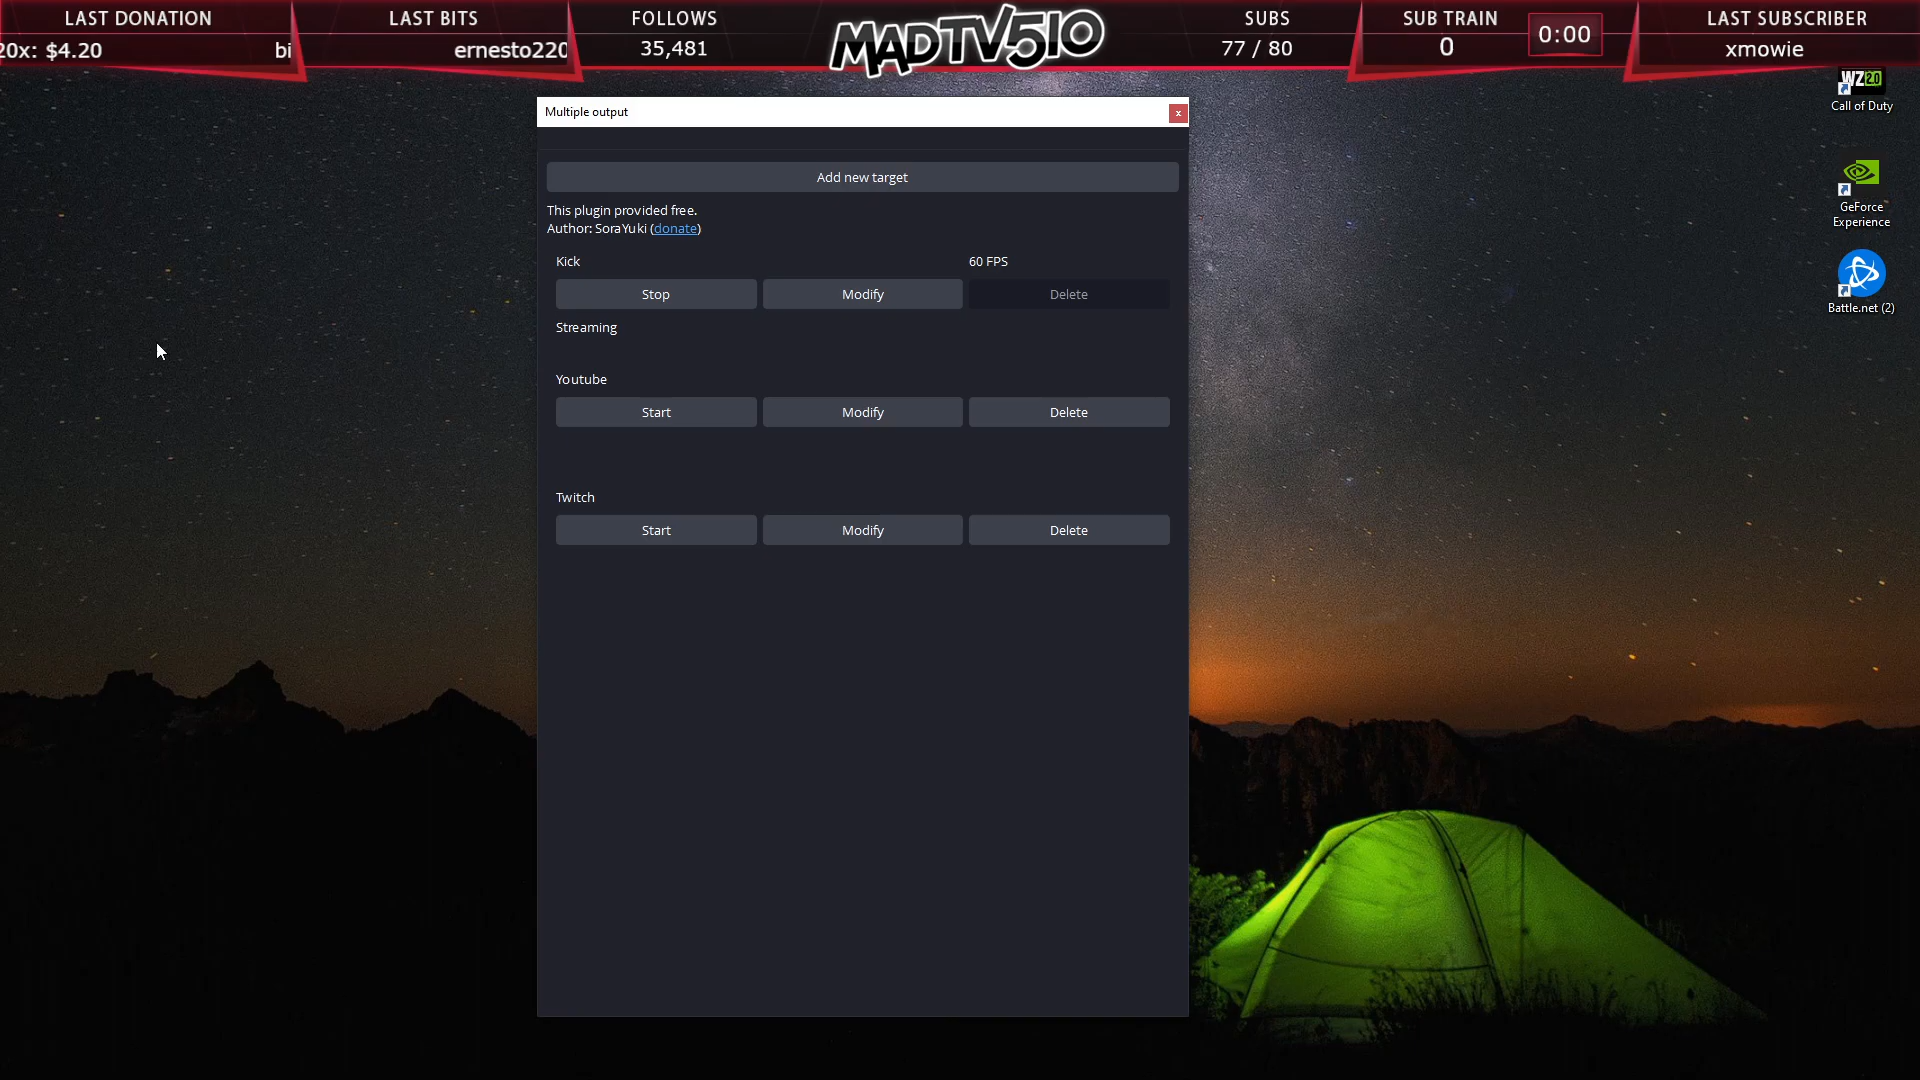 LAST DONATION
20x: $4.20 bi
LAST BITS
ernesto220
FOLLOWS
35,481
MADTV510
SUBS
77 / 80
SUB TRAIN
0
0:00
LAST SUBSCRIBER
xmowie
WZ 2.0
Call of Duty
GeForce
Experience
Battle.net (2)
Multiple output
x
Add new target
This plugin provided free.
Author: SoraYuki (donate)
Kick 60 FPS
Stop Modify Delete
Streaming
Youtube
Start Modify Delete
Twitch
Start Modify Delete